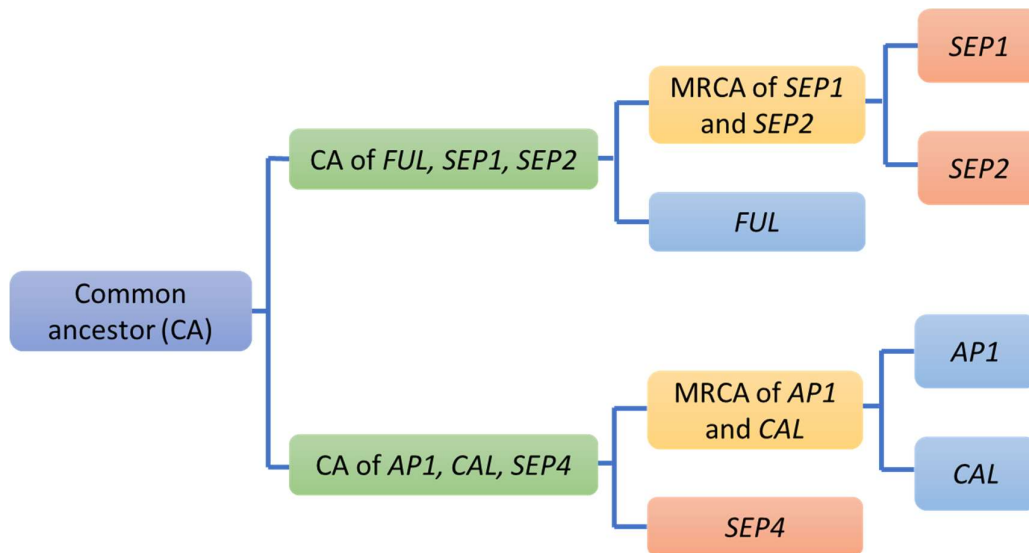 SEP1
MRCA of SEP1
and SEP2
CA of FUL, SEP1, SEP2
SEP2
FUL
Common
ancestor (CA)
AP1
MRCA of AP1
and CAL
CA of AP1, CAL, SEP4
CAL
SEP4